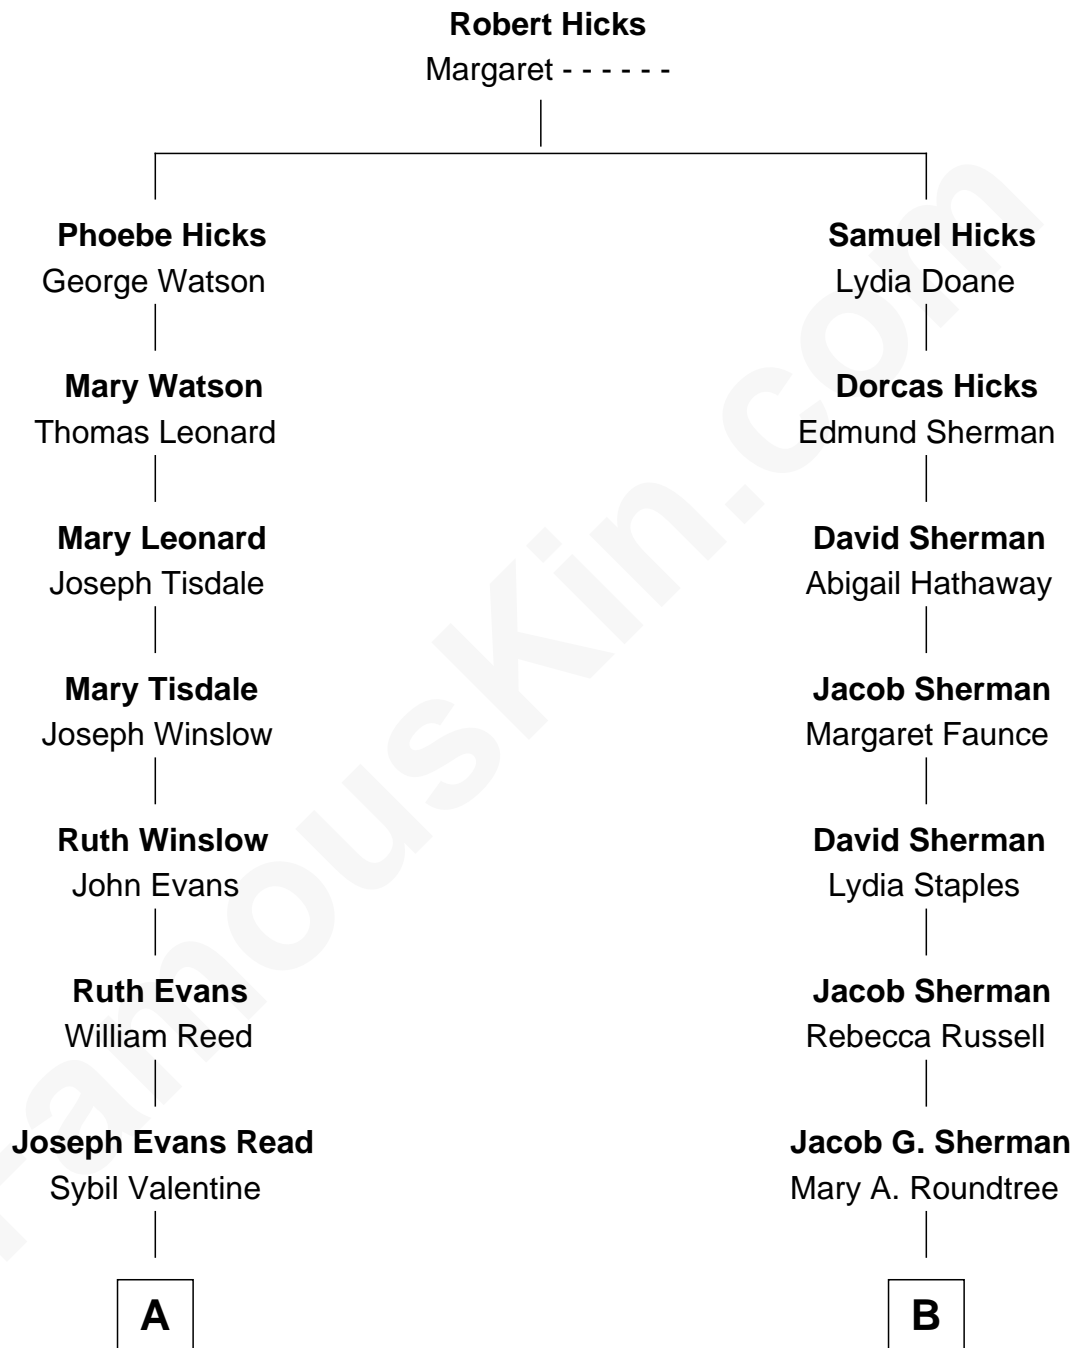 Robert Hicks
Margaret - - - - - -
Phoebe Hicks
George Watson
Samuel Hicks
Lydia Doane
Mary Watson
Thomas Leonard
Dorcas Hicks
Edmund Sherman
Mary Leonard
Joseph Tisdale
David Sherman
Abigail Hathaway
Mary Tisdale
Joseph Winslow
Jacob Sherman
Margaret Faunce
Ruth Winslow
John Evans
David Sherman
Lydia Staples
Ruth Evans
William Reed
Jacob Sherman
Rebecca Russell
Joseph Evans Read
Sybil Valentine
Jacob G. Sherman
Mary A. Roundtree
A
B
FamousKin.com